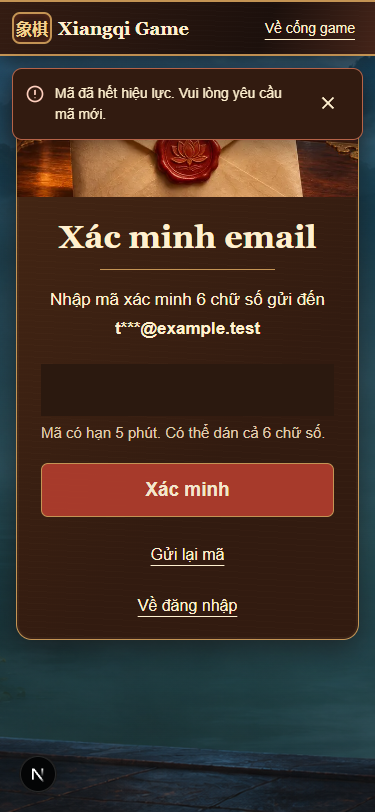 象棋 Xiangqi Game Về cổng game
Mã đã hết hiệu lực. Vui lòng yêu cầu
mã mới.
Xác minh email
Nhập mã xác minh 6 chữ số gửi đến
t***@example.test
Mã có hạn 5 phút. Có thể dán cả 6 chữ số.
Xác minh
Gửi lại mã
Về đăng nhập
N